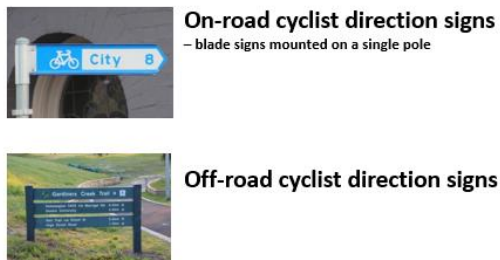 On-road cyclist direction signs
– blade signs mounted on a single pole
City 8
Off-road cyclist direction signs
Gardiners Creek Trail